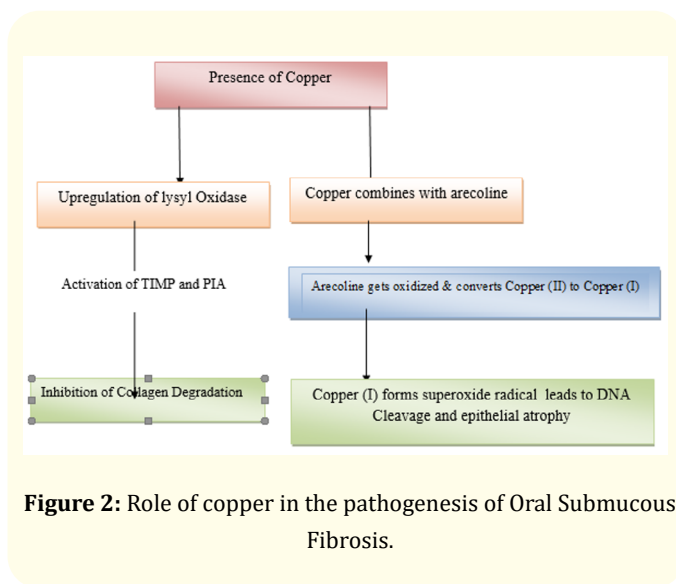 Presence of Copper
Upregulation of lysyl Oxidase
Copper combines with arecoline
Activation of TIMP and PIA
Arecoline gets oxidized & converts Copper (II) to Copper (I)
Inhibition of Collagen Degradation
Copper (I) forms superoxide radical leads to DNA
Cleavage and epithelial atrophy
Figure 2: Role of copper in the pathogenesis of Oral Submucous
Fibrosis.